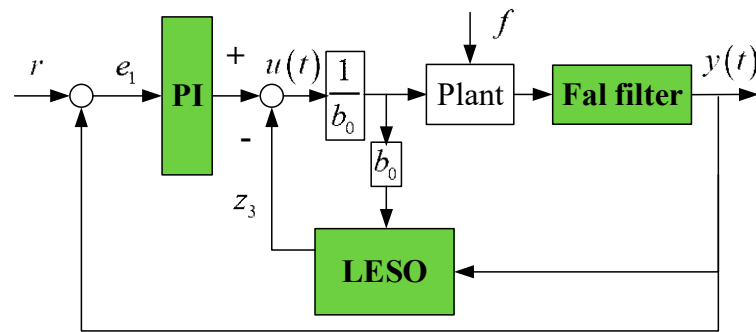 f
r
e₁
PI
+
-
u(t)
1
b₀
Plant
Fal filter
y(t)
b₀
z₃
LESO